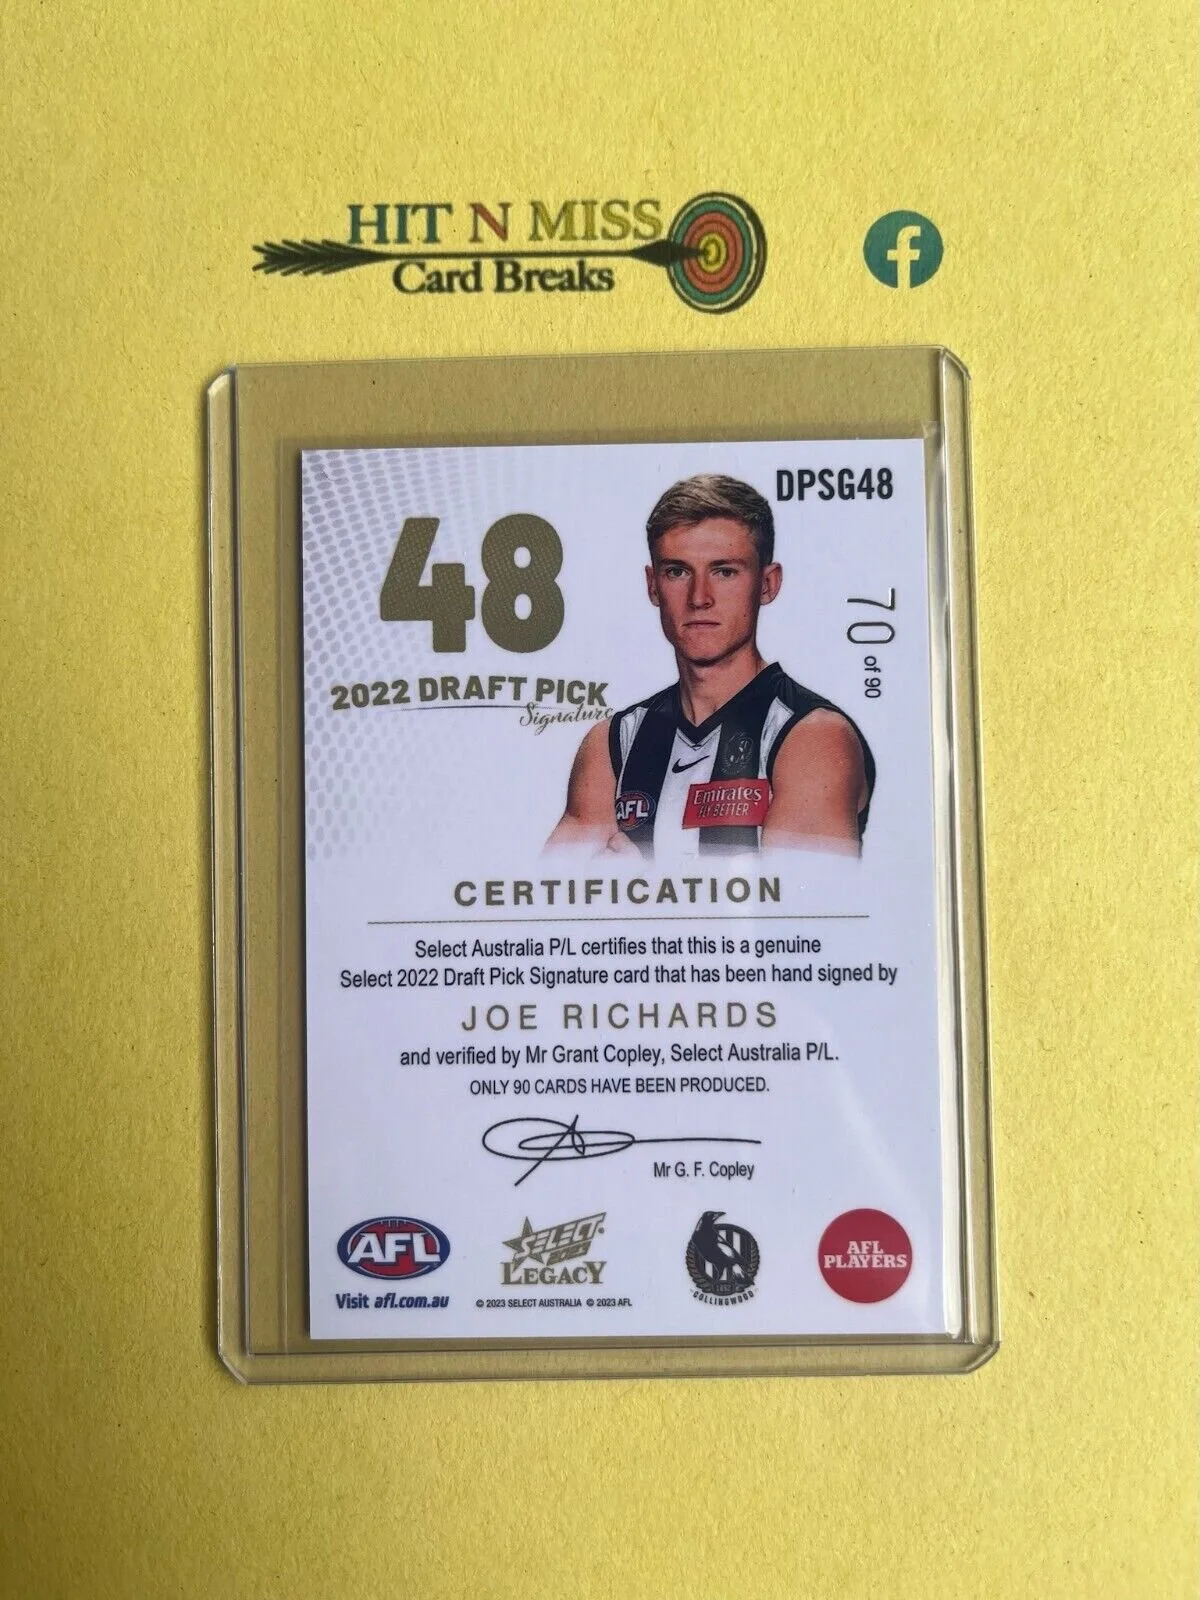 HIT N MISS
Card Breaks
f
DPSG48
48
70 of 90
2022 DRAFT PICK
Signature
AFL
Emirates
FLY BETTER
CERTIFICATION
Select Australia P/L certifies that this is a genuine
Select 2022 Draft Pick Signature card that has been hand signed by
JOE RICHARDS
and verified by Mr Grant Copley, Select Australia P/L.
ONLY 90 CARDS HAVE BEEN PRODUCED.
Mr G. F. Copley
AFL
Visit afl.com.au
SELECT
2023
LEGACY
© 2023 SELECT AUSTRALIA © 2023 AFL
1892
COLLINGWOOD
AFL
PLAYERS